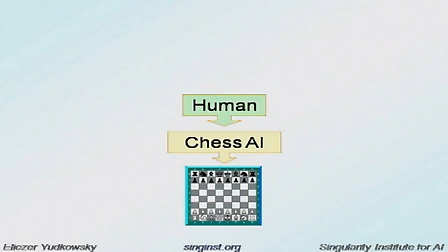 Human
Chess AI
Eliezer Yudkowsky
singinst.org
Singularity Institute for AI